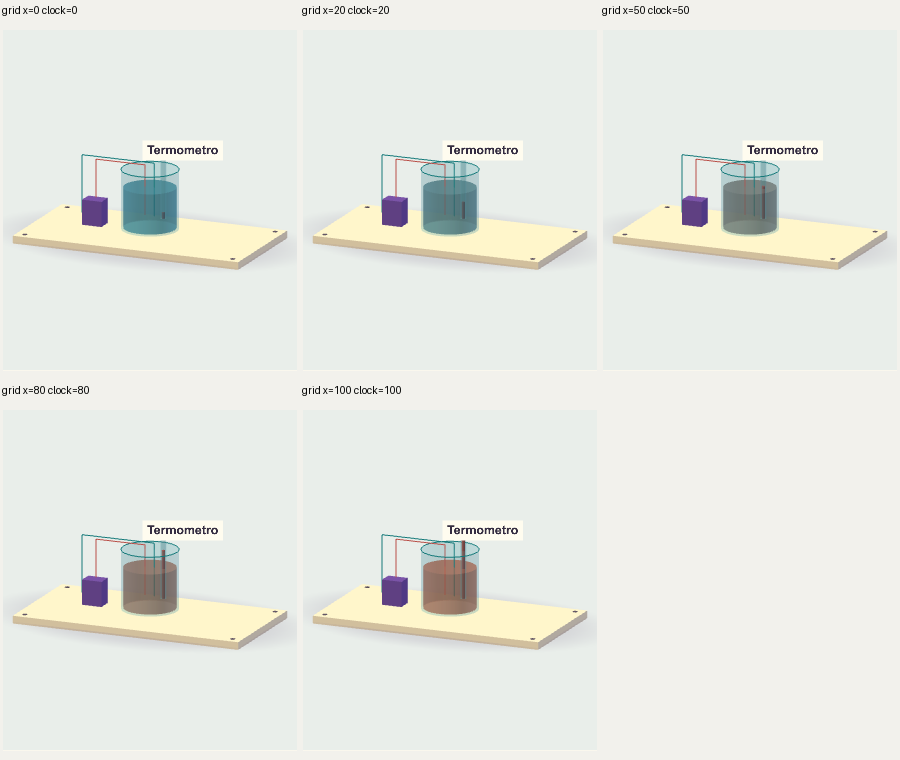 grid x=0 clock=0
grid x=20 clock=20
grid x=50 clock=50
Termometro
Termometro
Termometro
grid x=80 clock=80
grid x=100 clock=100
Termometro
Termometro